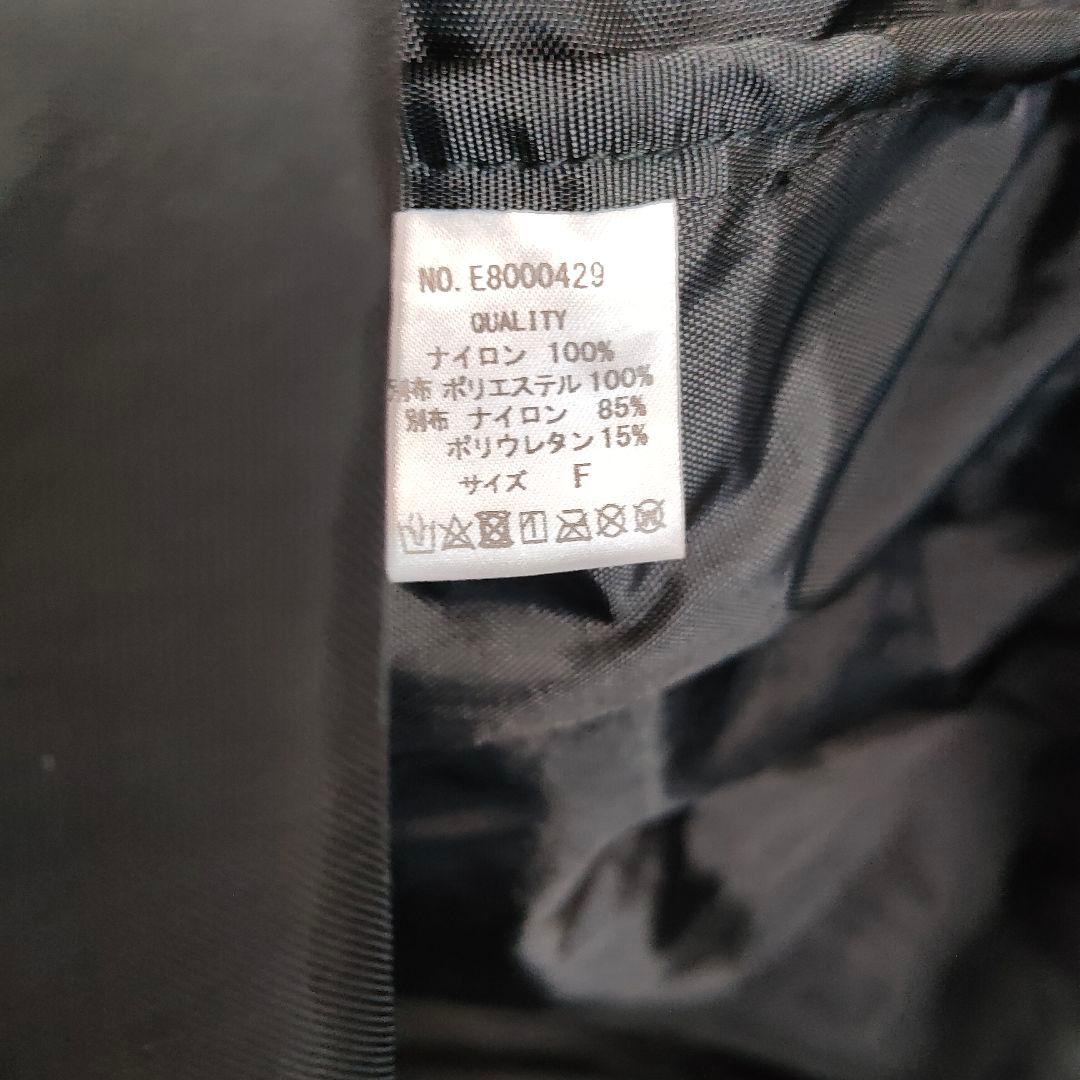 NO. E8000429
QUALITY
ナイロン 100%
別布 ポリエステル 100%
別布 ナイロン 85%
ポリウレタン 15%
サイズ F